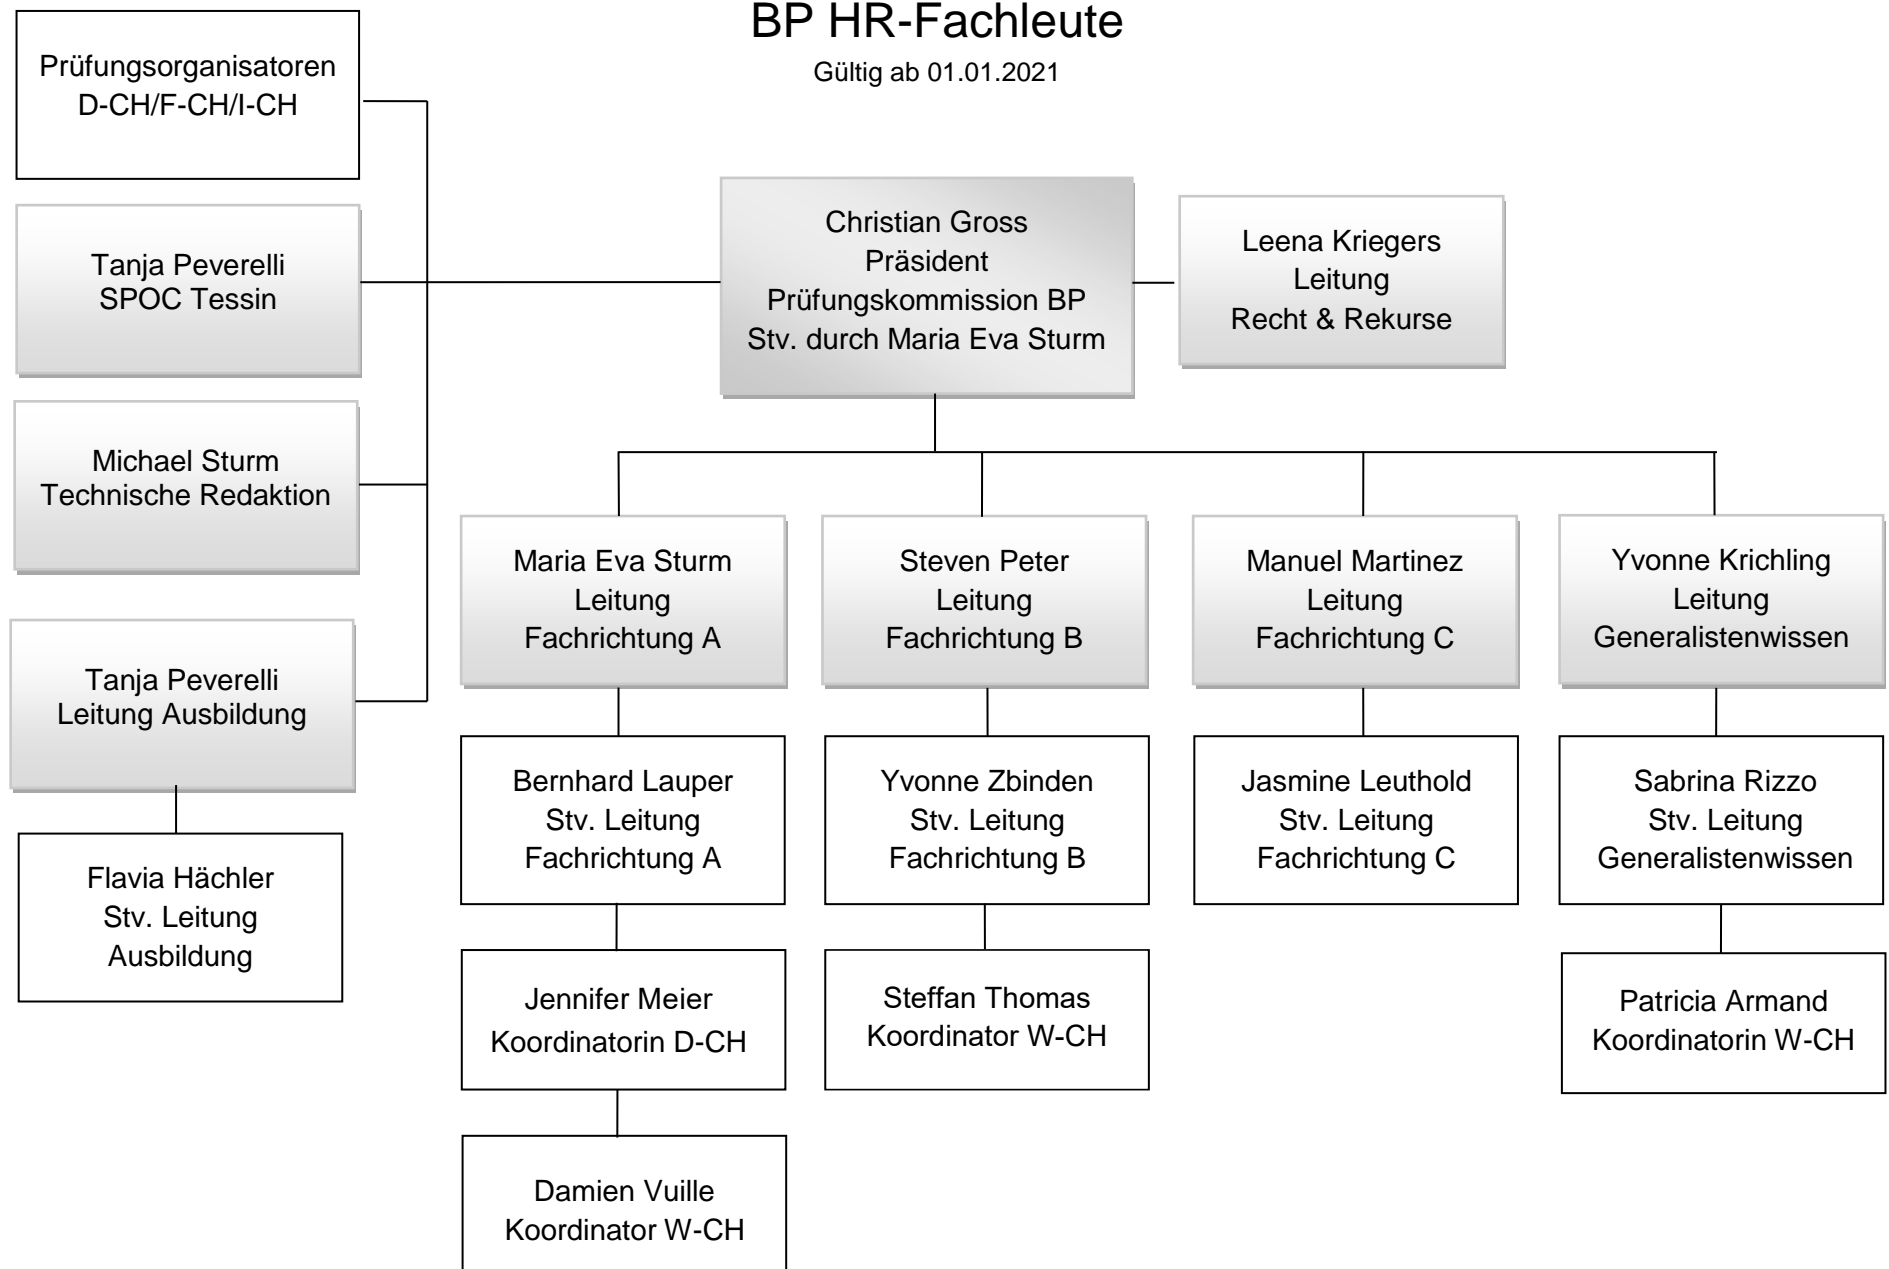 BP HR-Fachleute
Gültig ab 01.01.2021
Prüfungsorganisatoren
D-CH/F-CH/I-CH
Tanja Peverelli
SPOC Tessin
Michael Sturm
Technische Redaktion
Tanja Peverelli
Leitung Ausbildung
Flavia Hächler
Stv. Leitung
Ausbildung
Christian Gross
Präsident
Prüfungskommission BP
Stv. durch Maria Eva Sturm
Leena Kriegers
Leitung
Recht & Rekurse
Maria Eva Sturm
Leitung
Fachrichtung A
Bernhard Lauper
Stv. Leitung
Fachrichtung A
Jennifer Meier
Koordinatorin D-CH
Damien Vuille
Koordinator W-CH
Steven Peter
Leitung
Fachrichtung B
Yvonne Zbinden
Stv. Leitung
Fachrichtung B
Steffan Thomas
Koordinator W-CH
Manuel Martinez
Leitung
Fachrichtung C
Jasmine Leuthold
Stv. Leitung
Fachrichtung C
Yvonne Krichling
Leitung
Generalistenwissen
Sabrina Rizzo
Stv. Leitung
Generalistenwissen
Patricia Armand
Koordinatorin W-CH